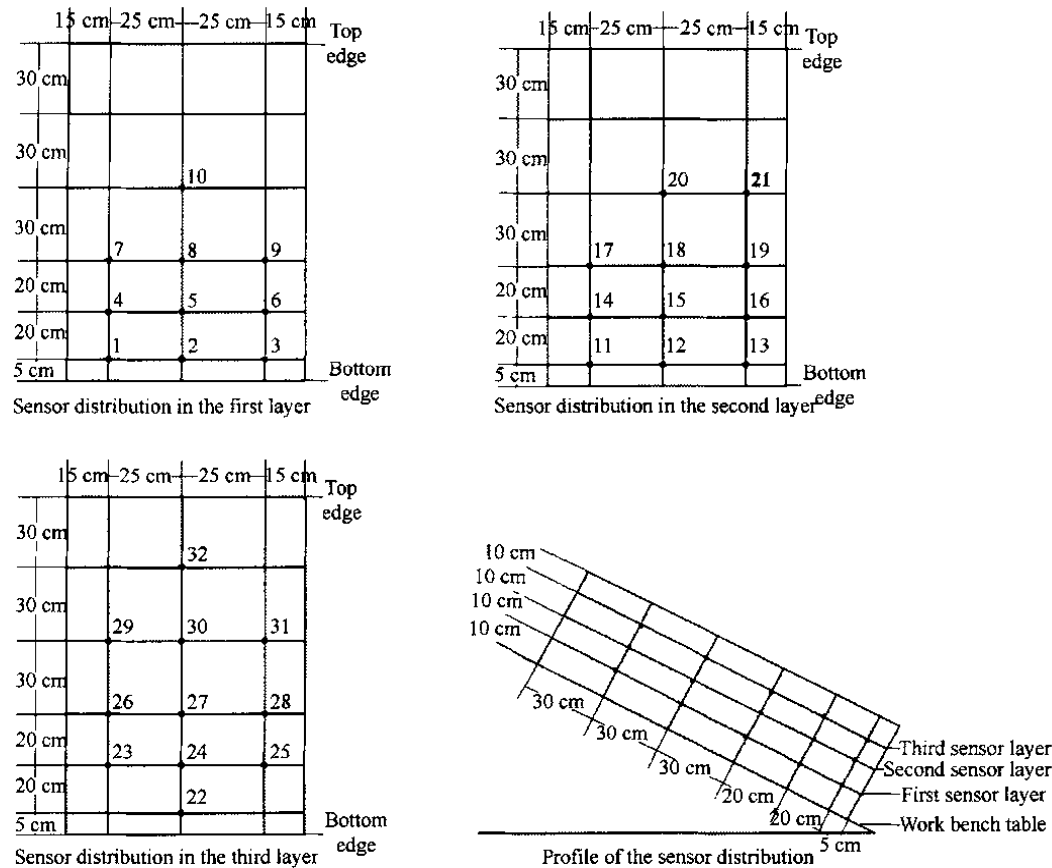 15 cm 25 cm 25 cm 15 cm
Top
edge
30 cm
30 cm
10
30 cm
7 8 9
20 cm
4 5 6
20 cm
1 2 3
5 cm
Bottom
edge
Sensor distribution in the first layer
15 cm 25 cm 25 cm 15 cm
Top
edge
30 cm
30 cm
20 21
30 cm
17 18 19
20 cm
14 15 16
20 cm
11 12 13
5 cm
Bottom
edge
Sensor distribution in the second layer
15 cm 25 cm 25 cm 15 cm
Top
edge
30 cm
32
30 cm
29 30 31
30 cm
26 27 28
20 cm
23 24 25
20 cm
22
5 cm
Bottom
edge
Sensor distribution in the third layer
10 cm
10 cm
10 cm
10 cm
30 cm
30 cm
30 cm
20 cm
20 cm
5 cm
Third sensor layer
Second sensor layer
First sensor layer
Work bench table
Profile of the sensor distribution